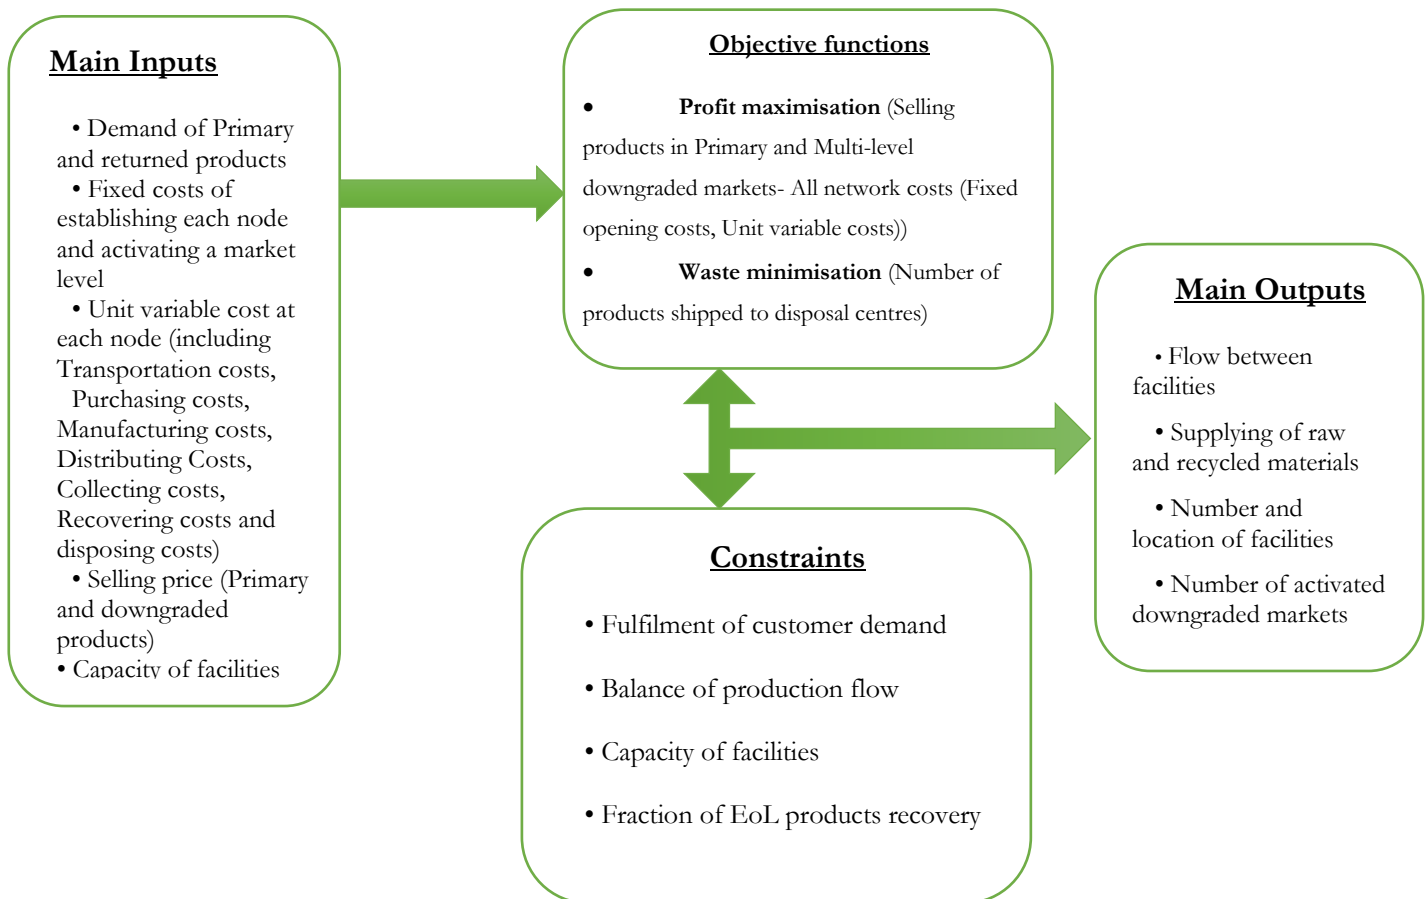 Main Inputs
• Demand of Primary
and returned products
• Fixed costs of
establishing each node
and activating a market
level
• Unit variable cost at
each node (including
Transportation costs,
Purchasing costs,
Manufacturing costs,
Distributing Costs,
Collecting costs,
Recovering costs and
disposing costs)
• Selling price (Primary
and downgraded
products)
• Capacity of facilities
Objective functions
• Profit maximisation (Selling
products in Primary and Multi-level
downgraded markets- All network costs (Fixed
opening costs, Unit variable costs))
• Waste minimisation (Number of
products shipped to disposal centres)
Constraints
• Fulfilment of customer demand
• Balance of production flow
• Capacity of facilities
• Fraction of EoL products recovery
Main Outputs
• Flow between
facilities
• Supplying of raw
and recycled materials
• Number and
location of facilities
• Number of activated
downgraded markets